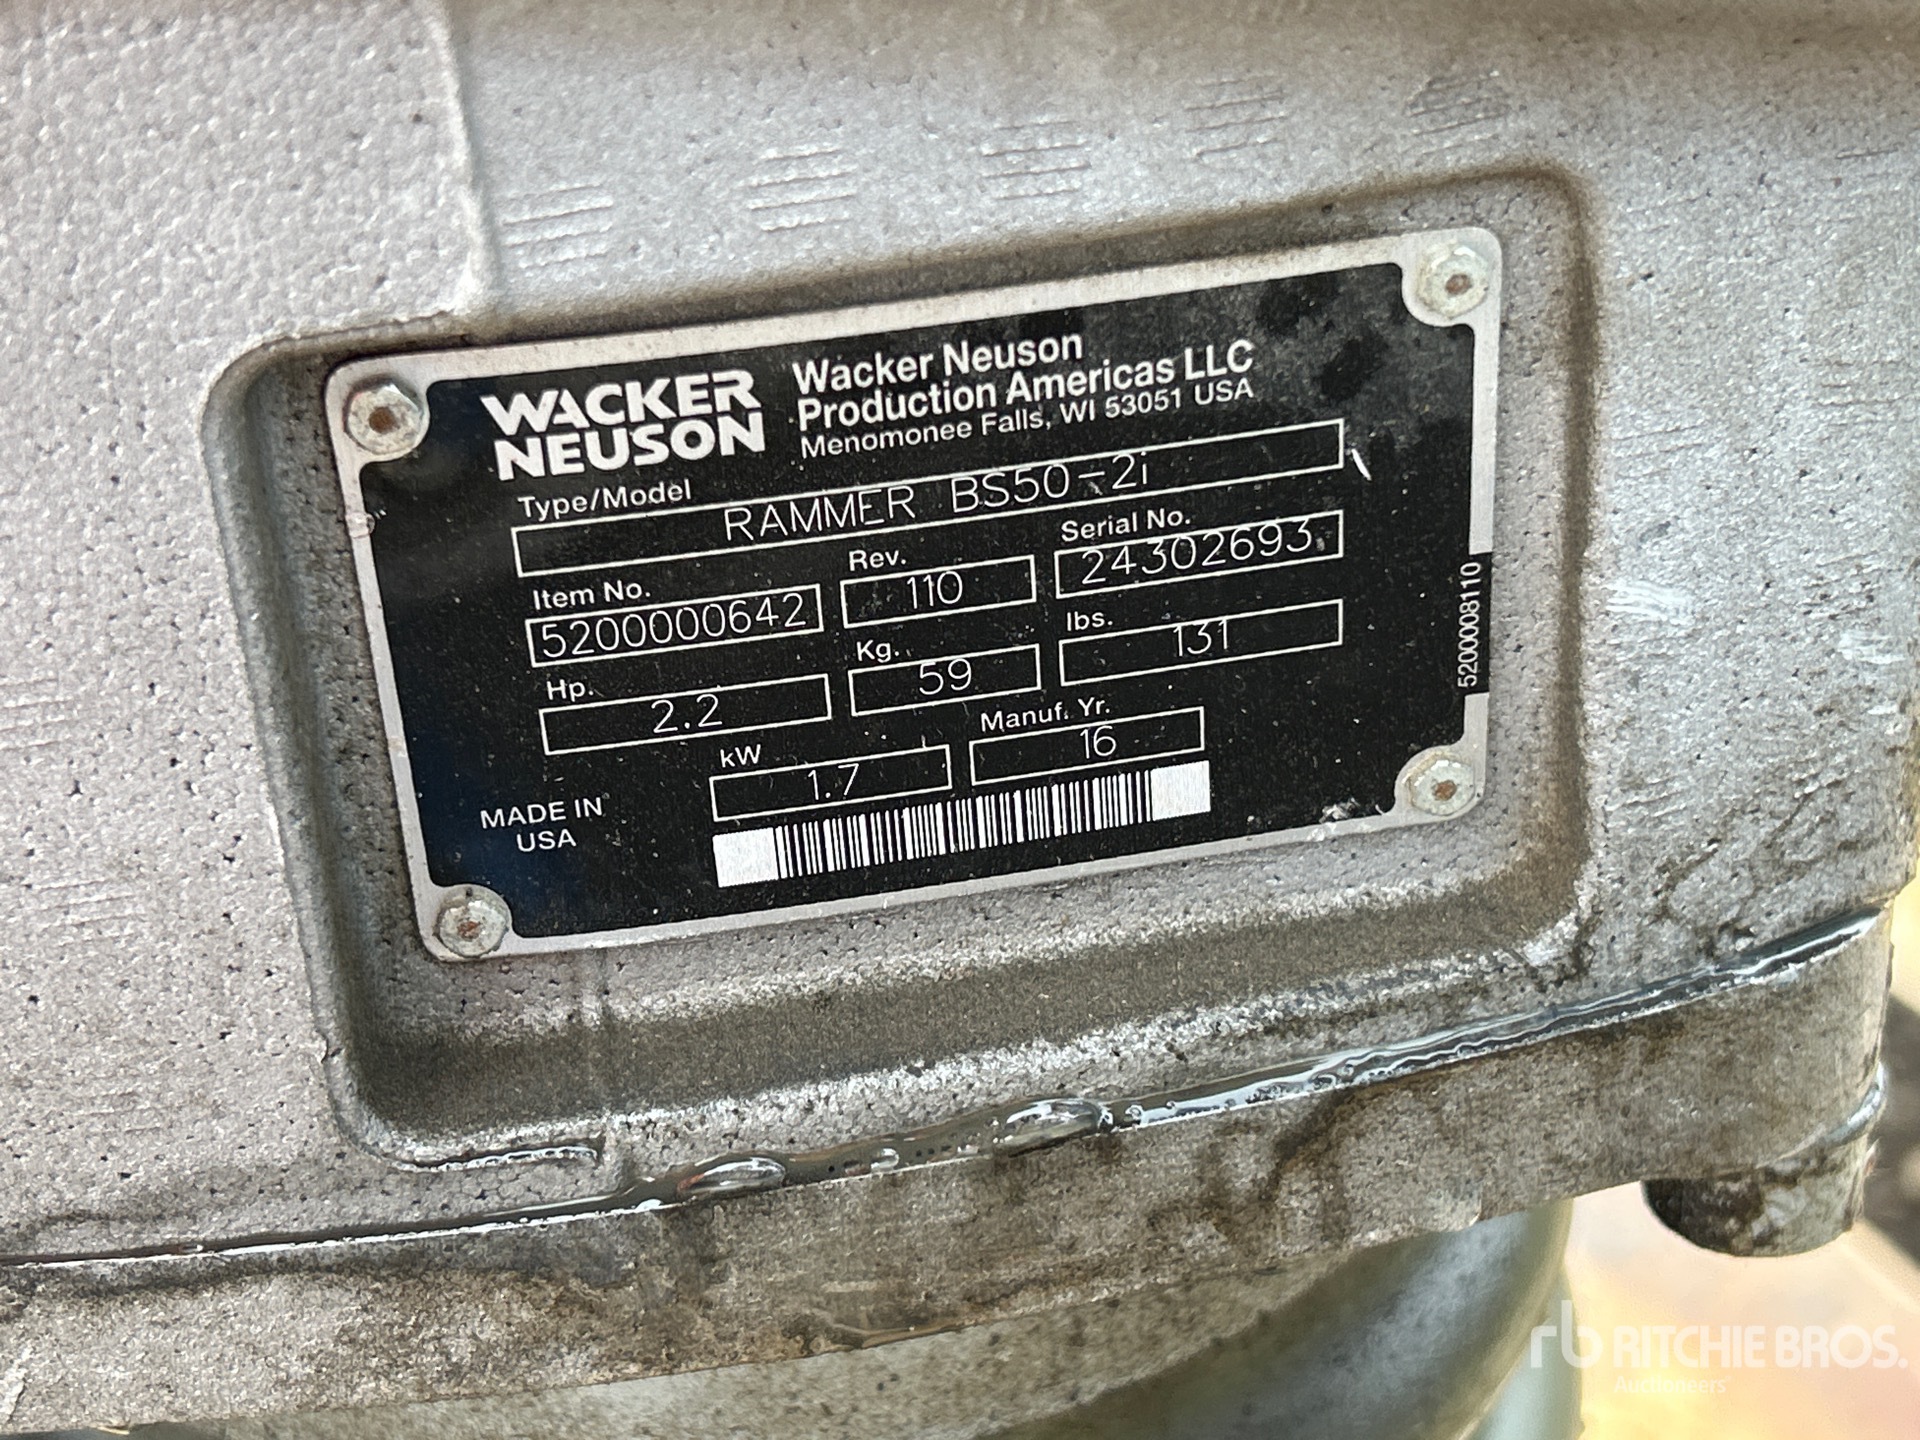 WACKER
NEUSON
Wacker Neuson
Production Americas LLC
Menomonee Falls, WI 53051 USA
Type/Model
RAMMER BS50-2i
Item No.
5200000642
Rev.
110
Serial No.
24302693
Hp.
2.2
Kg.
59
lbs.
131
kW
1.7
Manuf. Yr.
16
MADE IN
USA
5200008110
rb RITCHIE BROS.
Auctioneers